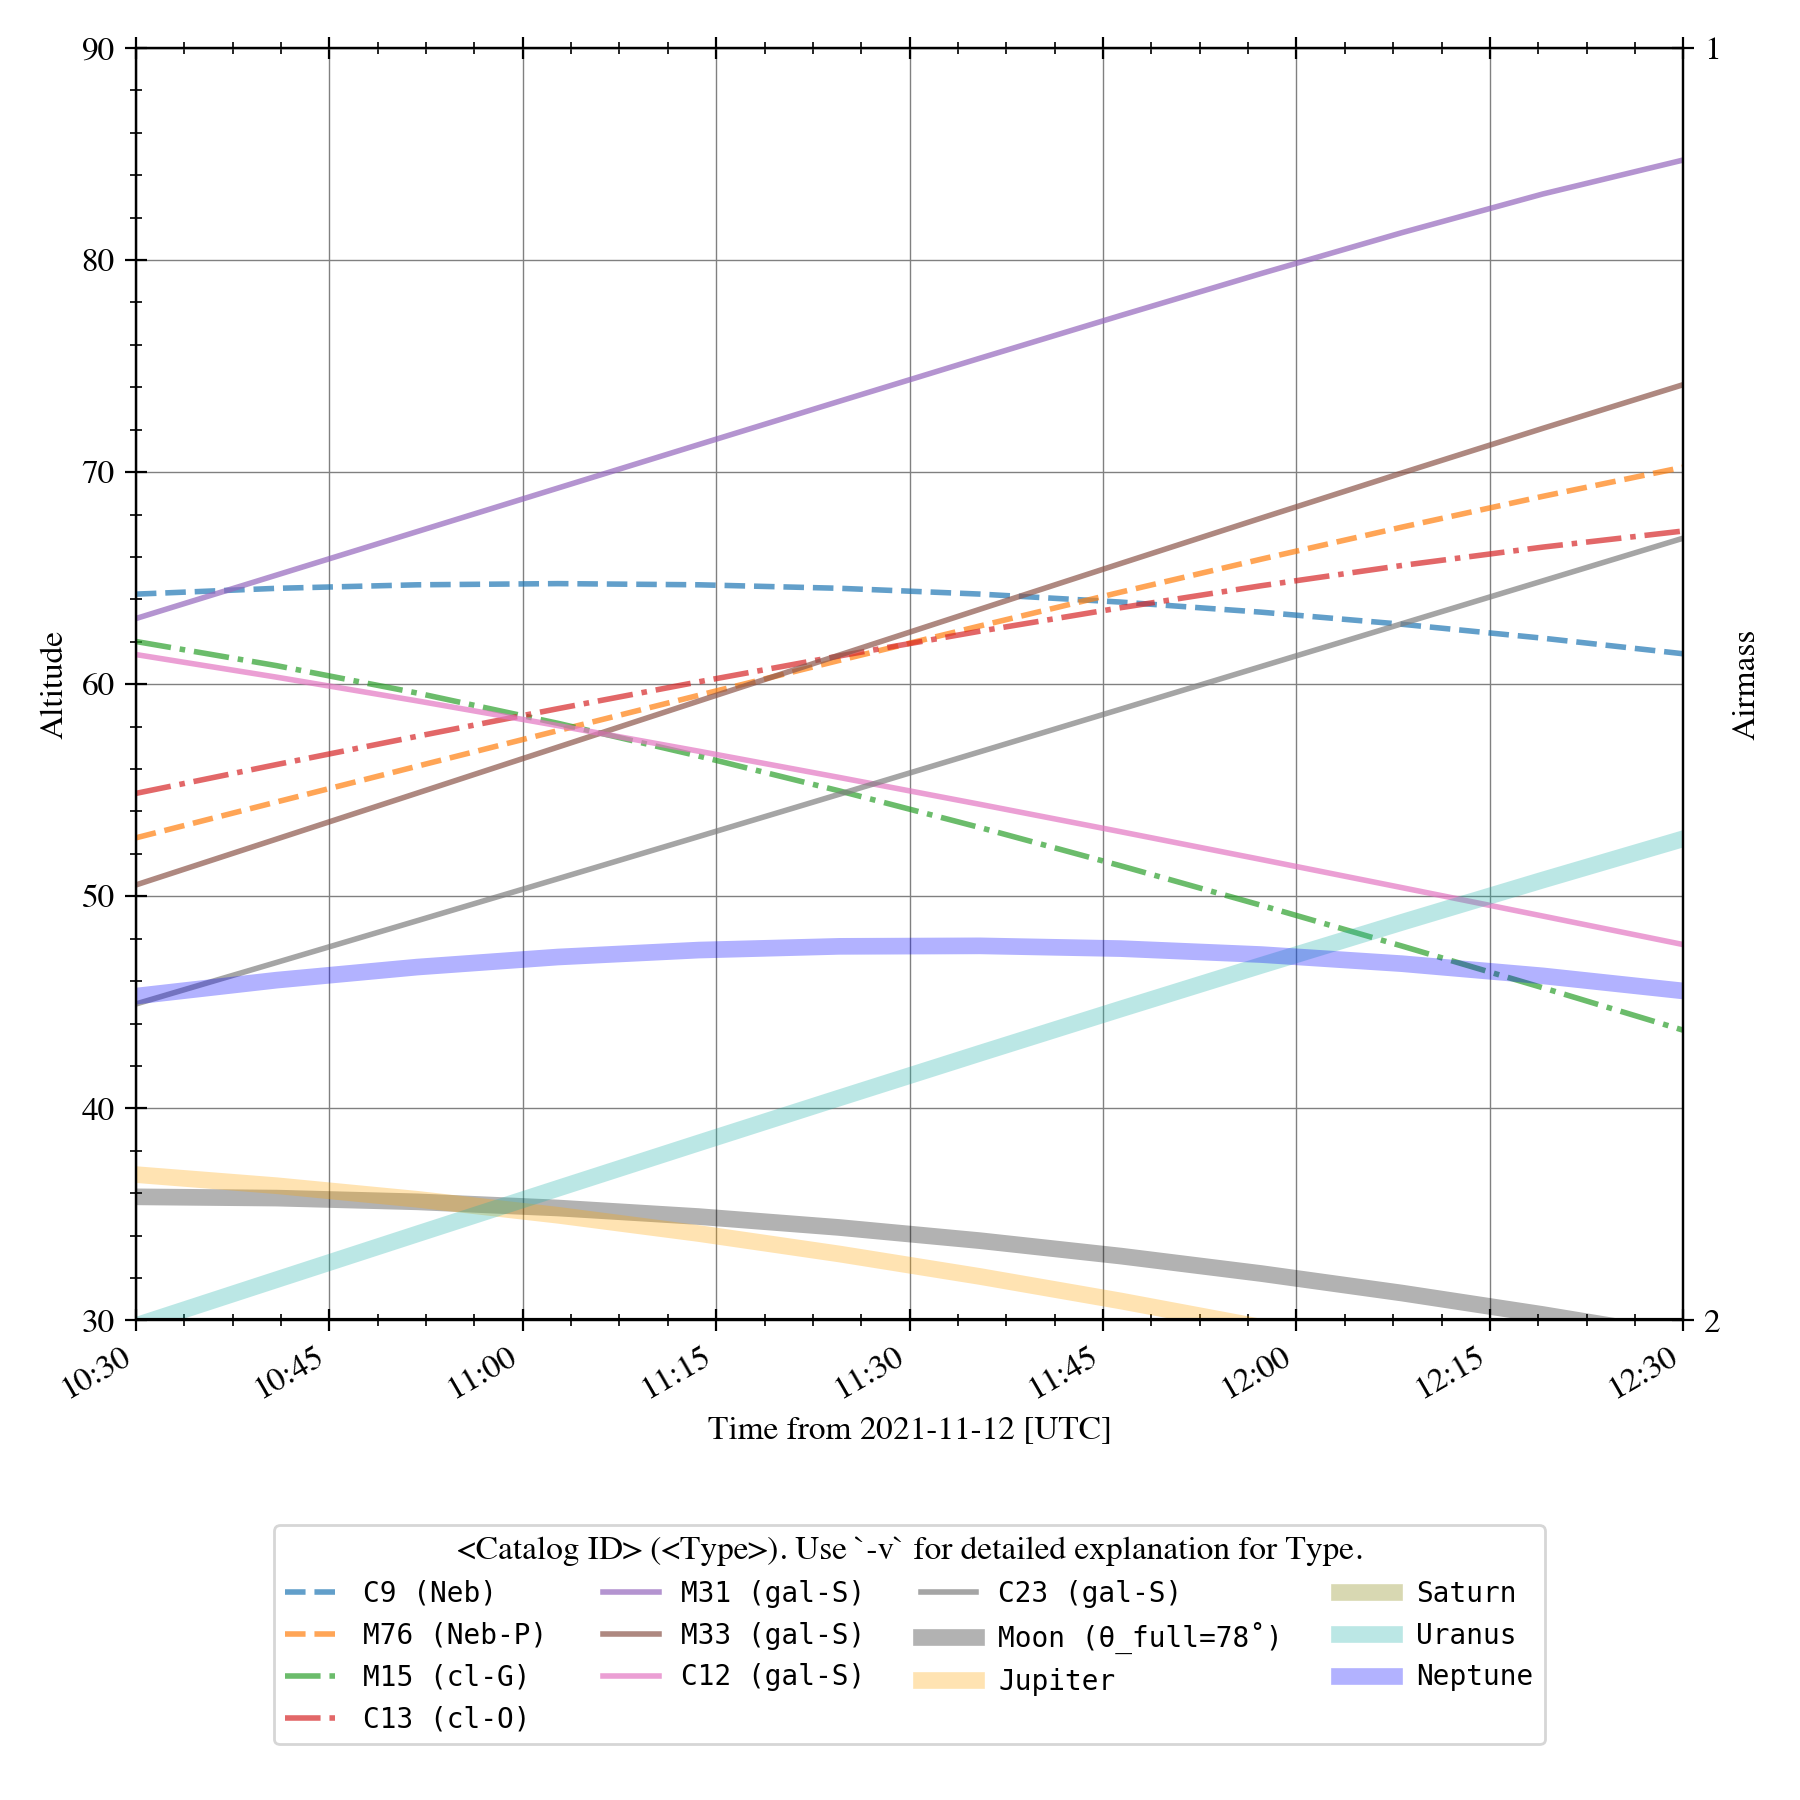 90
80
70
60
50
40
30
1
2
Altitude
Airmass
10:30
10:45
11:00
11:15
11:30
11:45
12:00
12:15
12:30
Time from 2021-11-12 [UTC]
<Catalog ID> (<Type>). Use `-v` for detailed explanation for Type.
C9 (Neb)
M76 (Neb-P)
M15 (cl-G)
C13 (cl-O)
M31 (gal-S)
M33 (gal-S)
C12 (gal-S)
C23 (gal-S)
Moon (θ_full=78˚)
Jupiter
Saturn
Uranus
Neptune